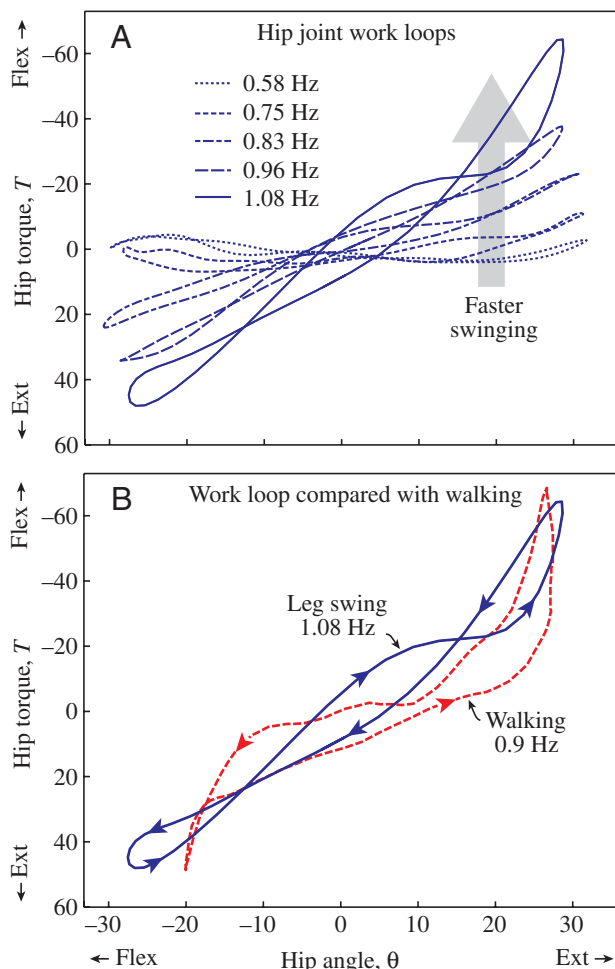 A
Hip joint work loops
Flex →
−60
−40
−20
0
20
40
60
Hip torque, T
← Ext
0.58 Hz
0.75 Hz
0.83 Hz
0.96 Hz
1.08 Hz
Faster
swinging
B
Work loop compared with walking
Flex →
−60
−40
−20
0
20
40
60
Hip torque, T
← Ext
Leg swing
1.08 Hz
Walking
0.9 Hz
−30
−20
−10
0
10
20
30
← Flex
Hip angle, θ
Ext →